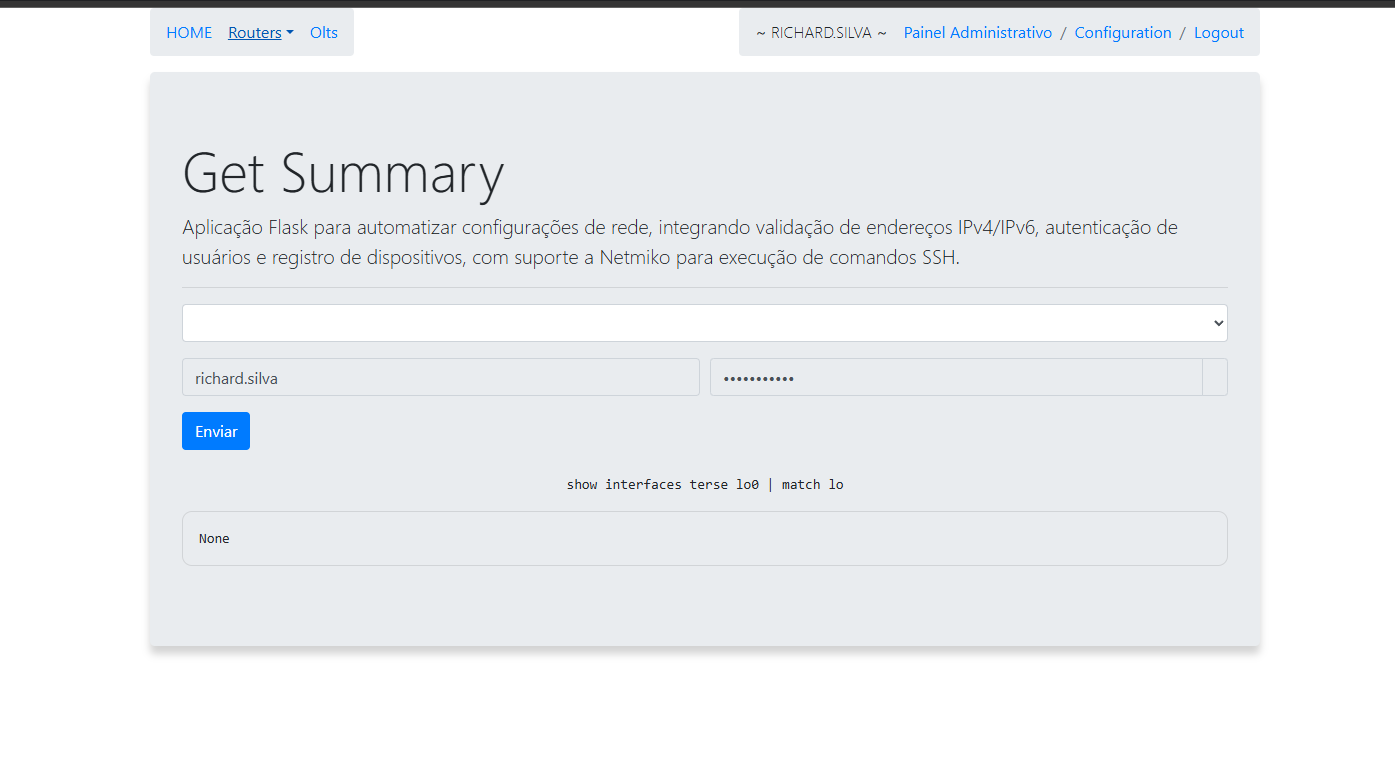 HOME Routers Olts
~ RICHARD.SILVA ~ Painel Administrativo / Configuration / Logout
Get Summary
Aplicação Flask para automatizar configurações de rede, integrando validação de endereços IPv4/IPv6, autenticação de
usuários e registro de dispositivos, com suporte a Netmiko para execução de comandos SSH.
richard.silva •••••••••••
Enviar
show interfaces terse lo0 | match lo
None